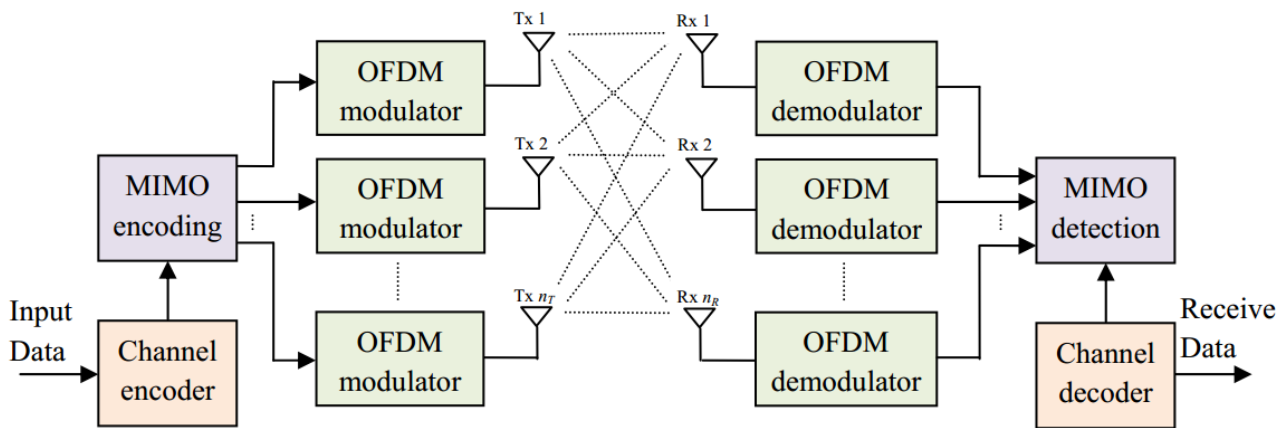 Tx 1
Rx 1
OFDM
modulator
OFDM
demodulator
Tx 2
Rx 2
MIMO
encoding
OFDM
modulator
OFDM
demodulator
MIMO
detection
Tx nT
Rx nR
Input
Data
Channel
encoder
OFDM
modulator
OFDM
demodulator
Channel
decoder
Receive
Data